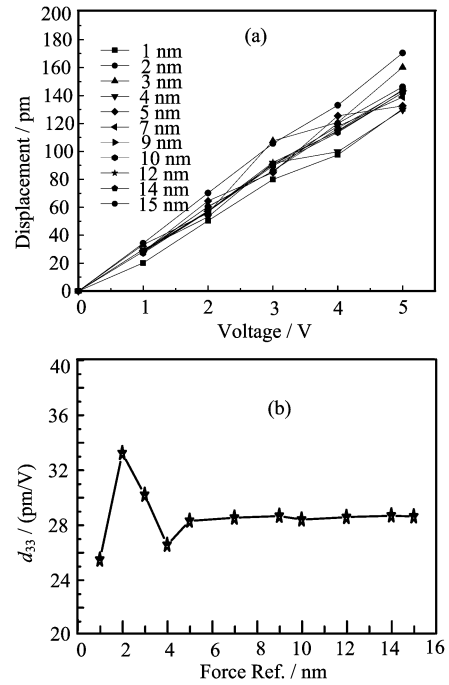 (a)
200
180
160
140
120
100
80
60
40
20
0
Displacement / pm
1 nm
2 nm
3 nm
4 nm
5 nm
7 nm
9 nm
10 nm
12 nm
14 nm
15 nm
0 1 2 3 4 5
Voltage / V
(b)
40
36
32
28
24
20
d33 / (pm/V)
0 2 4 6 8 10 12 14 16
Force Ref. / nm